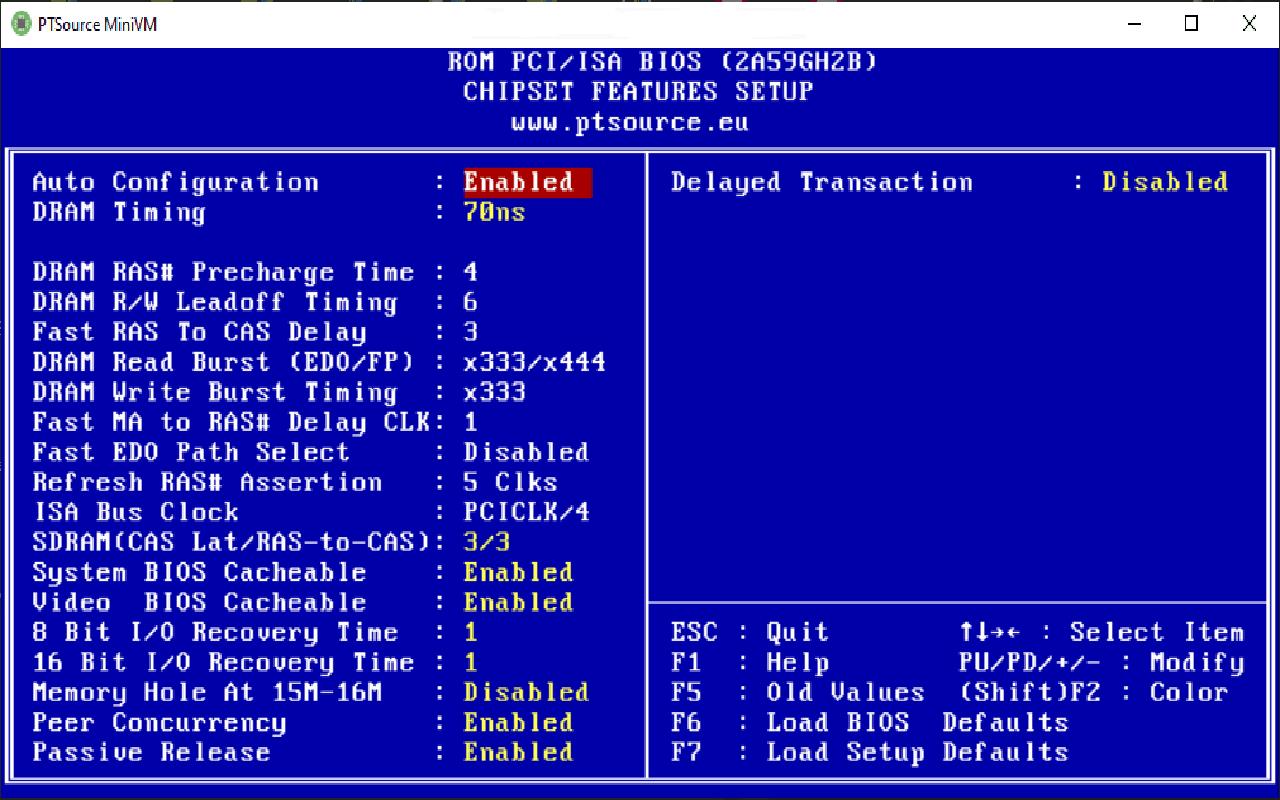 PTSource MiniVM
ROM PCI/ISA BIOS (2A59GH2B)
CHIPSET FEATURES SETUP
www.ptsource.eu
Auto Configuration : Enabled
DRAM Timing : 70ns
DRAM RAS# Precharge Time : 4
DRAM R/W Leadoff Timing : 6
Fast RAS To CAS Delay : 3
DRAM Read Burst (EDO/FP) : x333/x444
DRAM Write Burst Timing : x333
Fast MA to RAS# Delay CLK: 1
Fast EDO Path Select : Disabled
Refresh RAS# Assertion : 5 Clks
ISA Bus Clock : PCICLK/4
SDRAM(CAS Lat/RAS-to-CAS): 3/3
System BIOS Cacheable : Enabled
Video BIOS Cacheable : Enabled
8 Bit I/O Recovery Time : 1
16 Bit I/O Recovery Time : 1
Memory Hole At 15M-16M : Disabled
Peer Concurrency : Enabled
Passive Release : Enabled
Delayed Transaction : Disabled
ESC : Quit ↑↓→← : Select Item
F1 : Help PU/PD/+/- : Modify
F5 : Old Values (Shift)F2 : Color
F6 : Load BIOS Defaults
F7 : Load Setup Defaults